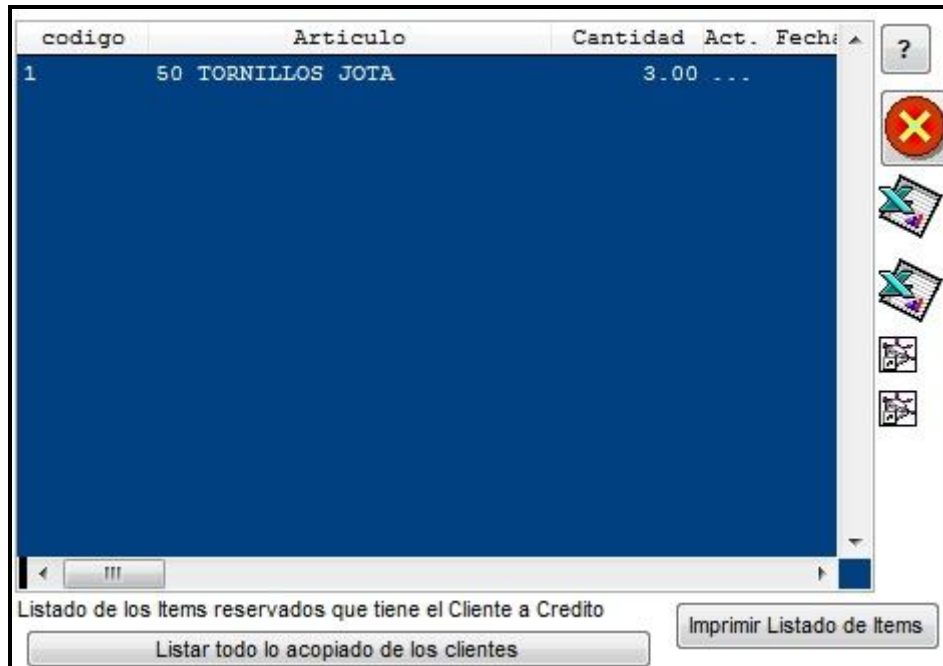 codigo Articulo Cantidad Act. Fecha
?
1 50 TORNILLOS JOTA 3.00 ...
Listado de los Items reservados que tiene el Cliente a Credito
Imprimir Listado de Items
Listar todo lo acopiado de los clientes